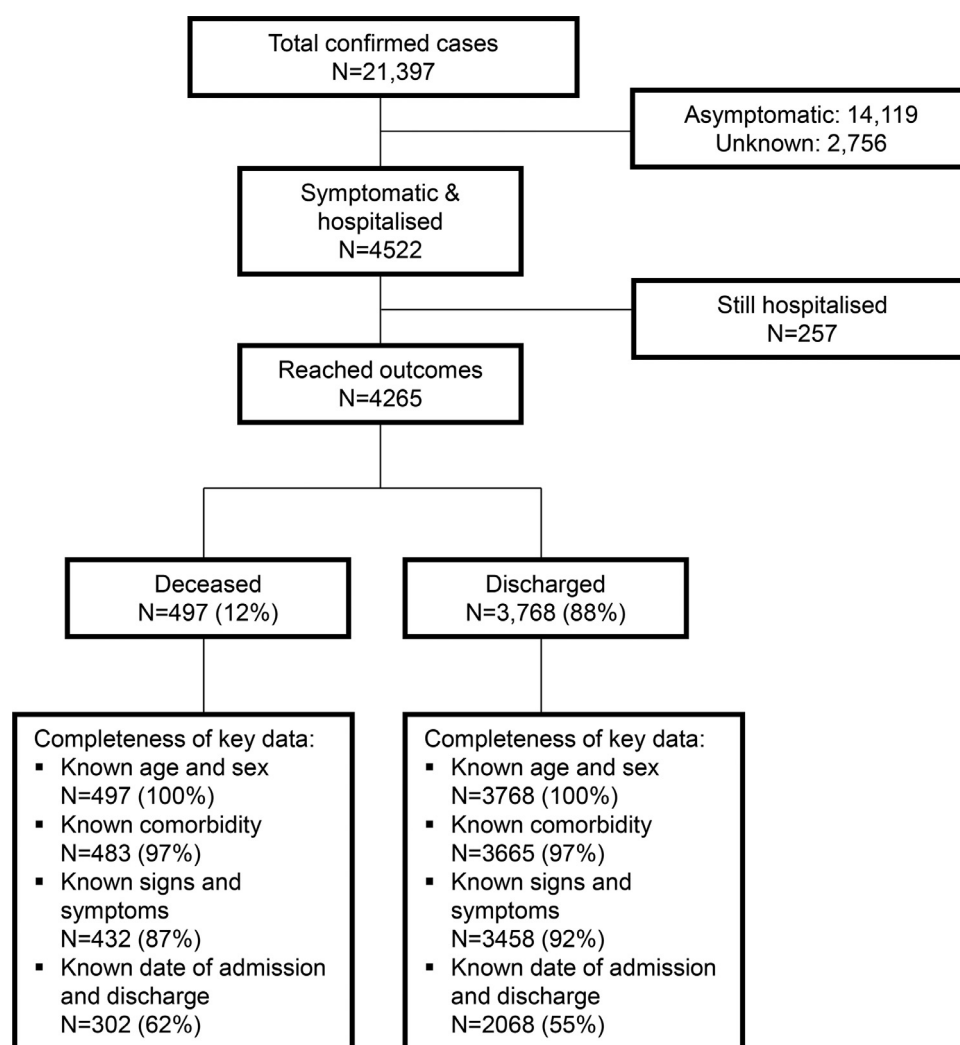 Total confirmed cases
N=21,397
Asymptomatic: 14,119
Unknown: 2,756
Symptomatic &
hospitalised
N=4522
Still hospitalised
N=257
Reached outcomes
N=4265
Deceased
N=497 (12%)
Discharged
N=3,768 (88%)
Completeness of key data:
▪ Known age and sex
N=497 (100%)
▪ Known comorbidity
N=483 (97%)
▪ Known signs and
symptoms
N=432 (87%)
▪ Known date of admission
and discharge
N=302 (62%)
Completeness of key data:
▪ Known age and sex
N=3768 (100%)
▪ Known comorbidity
N=3665 (97%)
▪ Known signs and
symptoms
N=3458 (92%)
▪ Known date of admission
and discharge
N=2068 (55%)